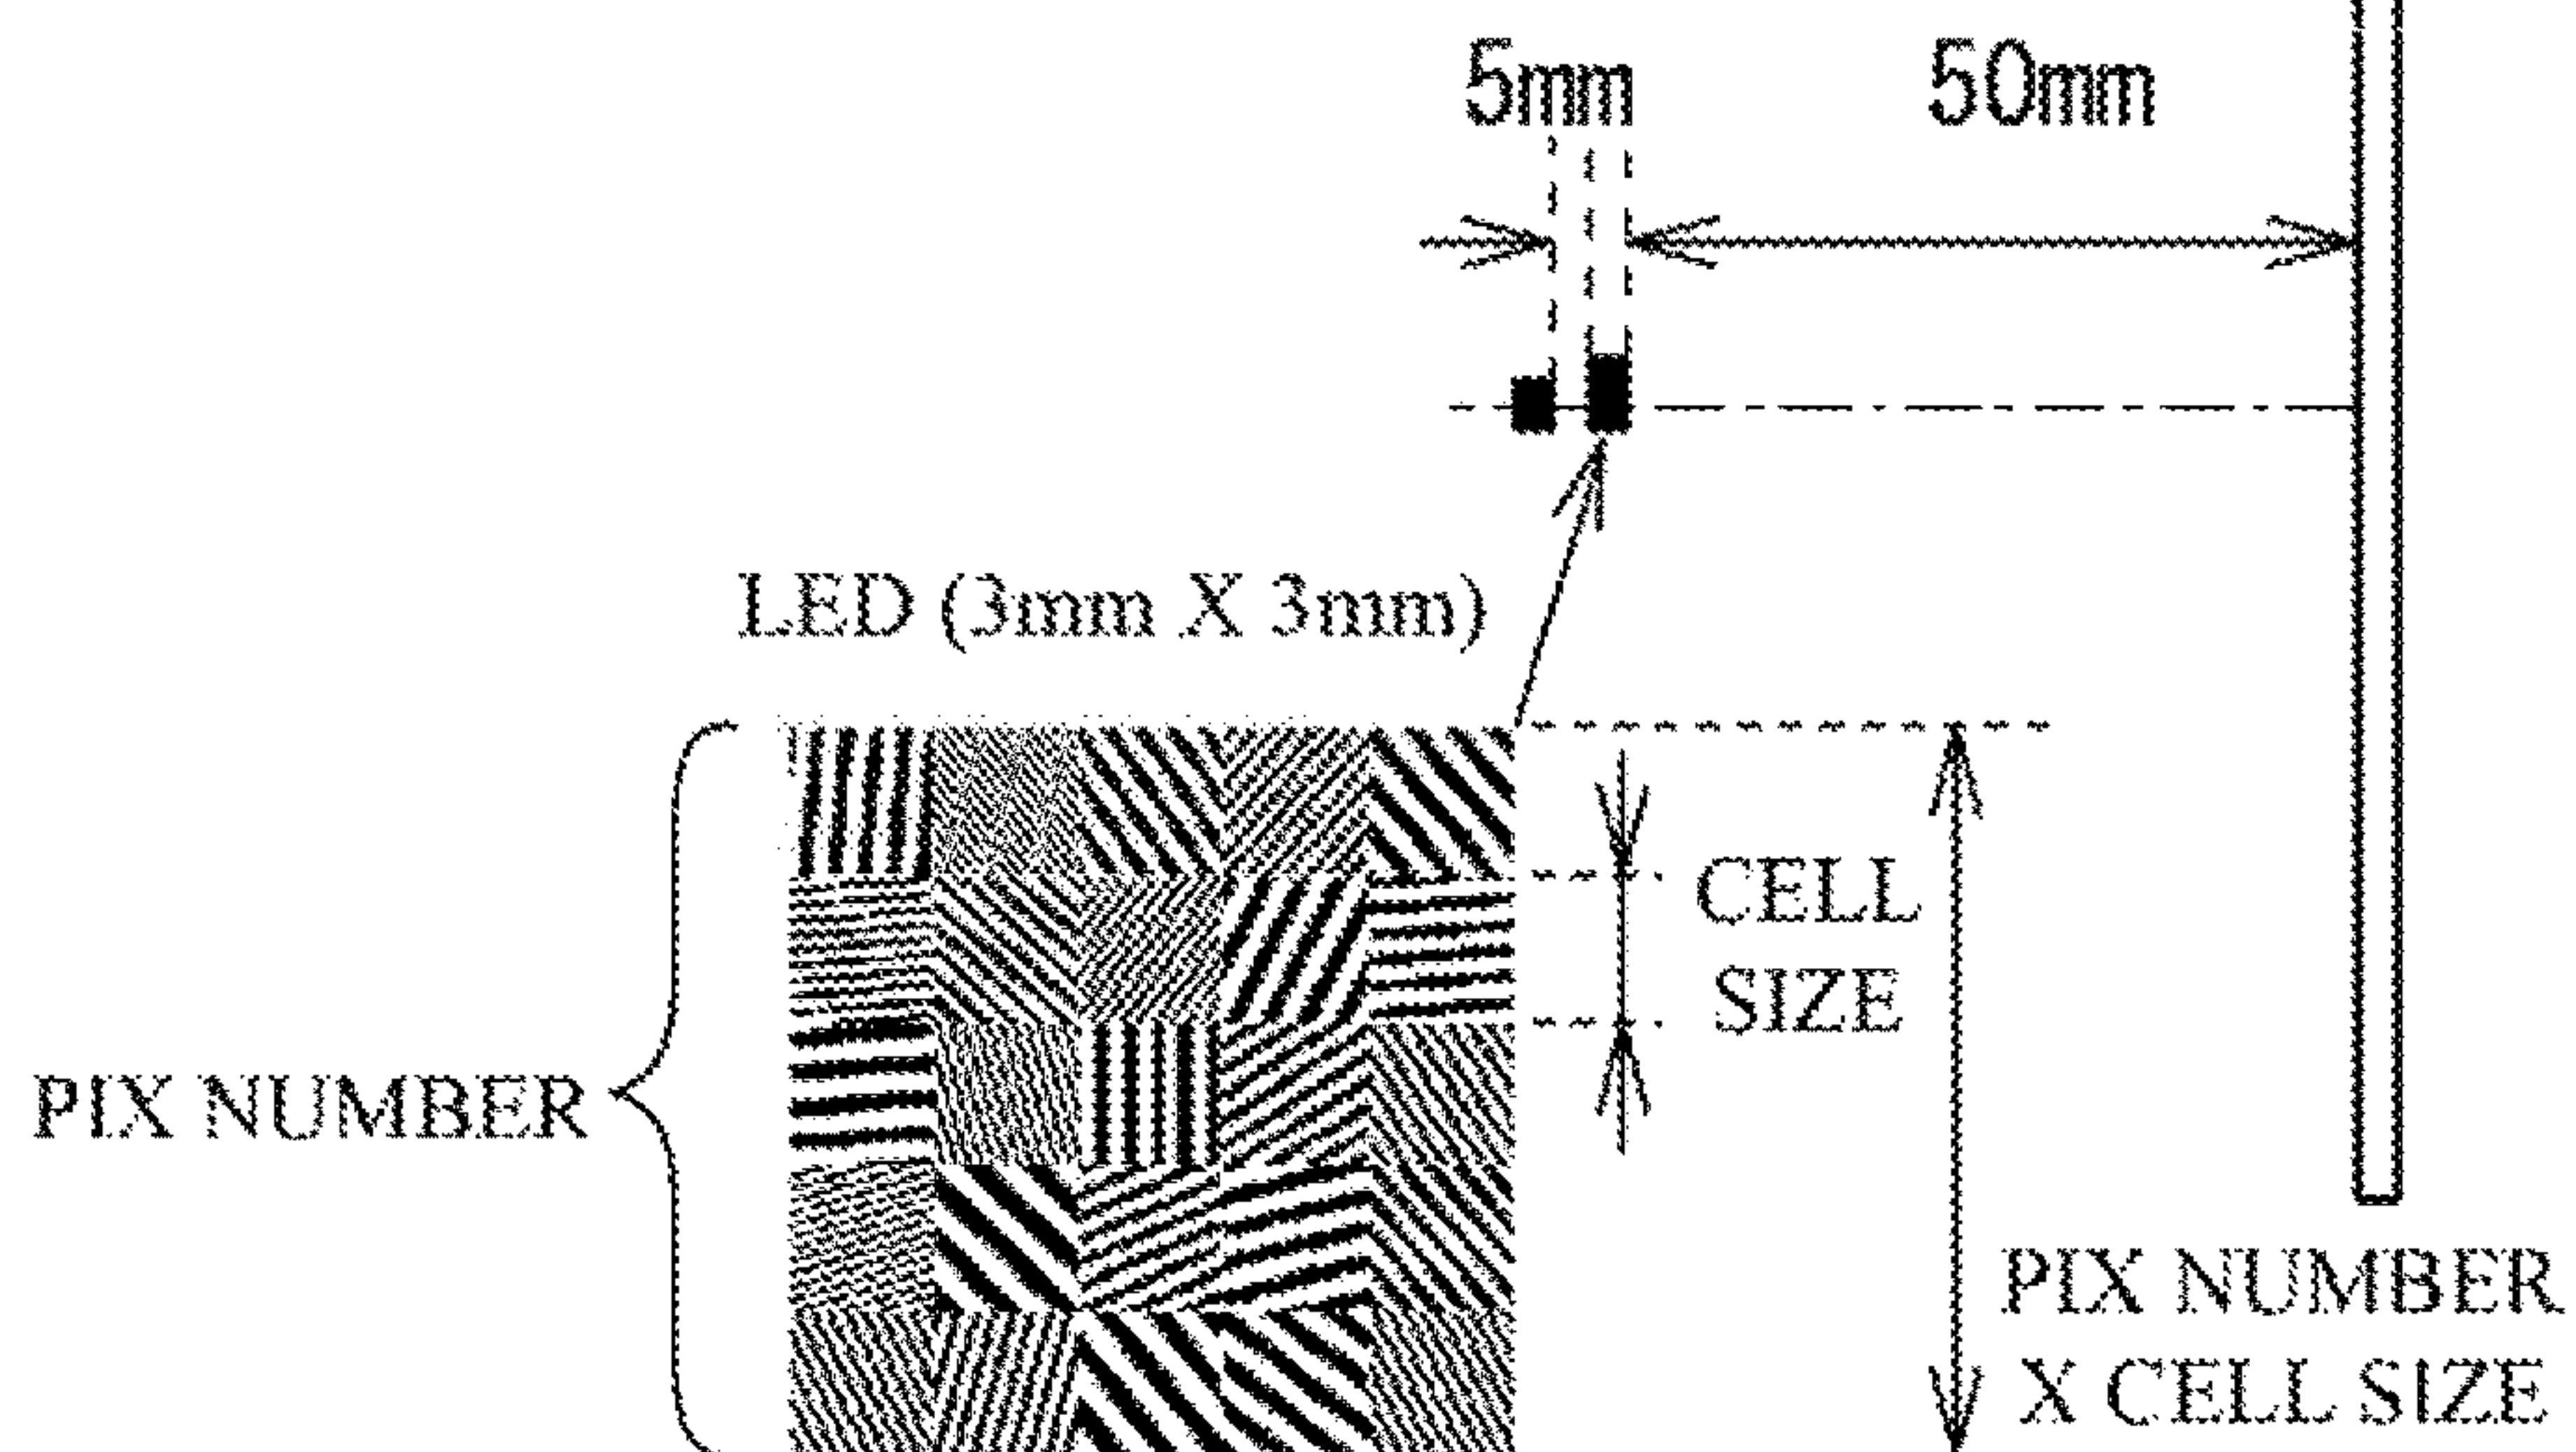 5mm
50mm
LED (3mm X 3mm)
CELL
SIZE
PIX NUMBER
PIX NUMBER
X CELL SIZE